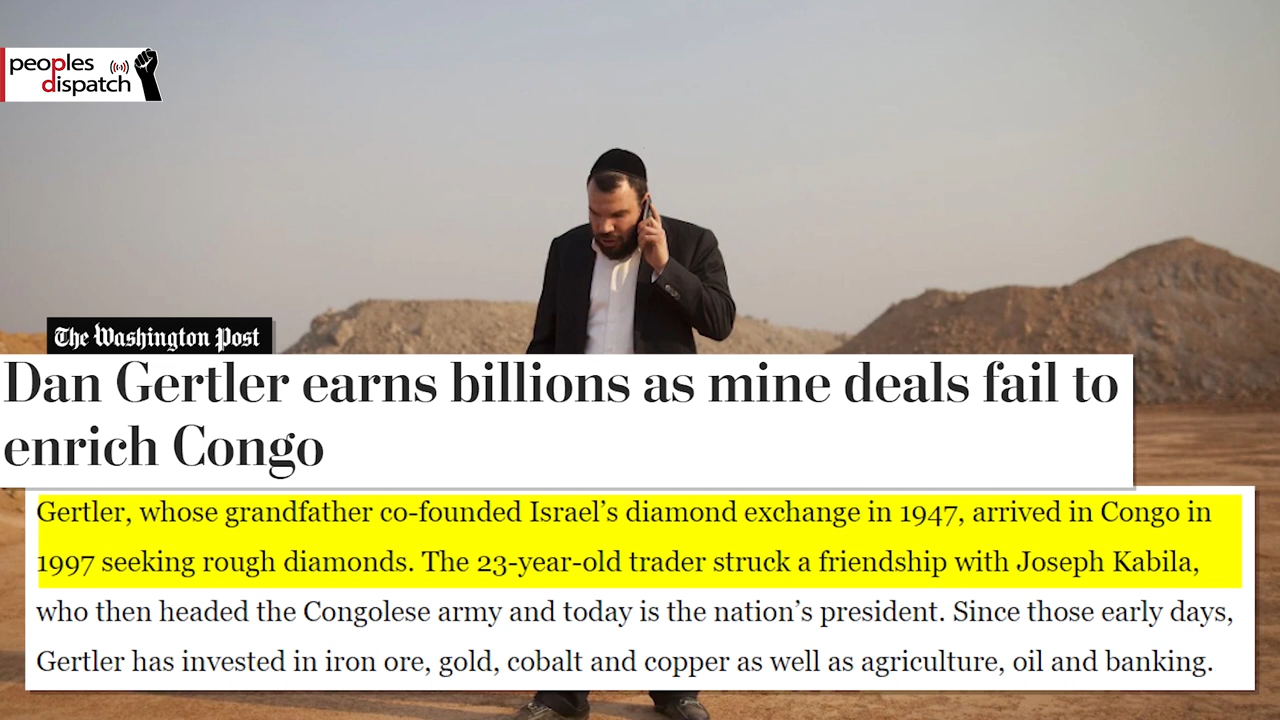 peoples
dispatch
The Washington Post
Dan Gertler earns billions as mine deals fail to
enrich Congo
Gertler, whose grandfather co-founded Israel’s diamond exchange in 1947, arrived in Congo in
1997 seeking rough diamonds. The 23-year-old trader struck a friendship with Joseph Kabila,
who then headed the Congolese army and today is the nation’s president. Since those early days,
Gertler has invested in iron ore, gold, cobalt and copper as well as agriculture, oil and banking.